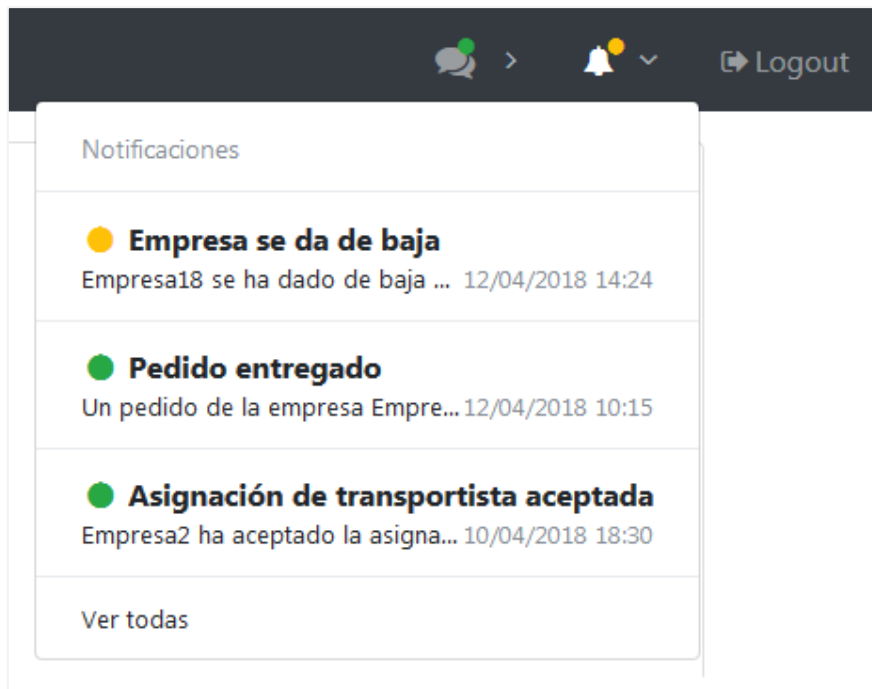 Logout
Notificaciones
Empresa se da de baja
Empresa18 se ha dado de baja ... 12/04/2018 14:24
Pedido entregado
Un pedido de la empresa Empre... 12/04/2018 10:15
Asignación de transportista aceptada
Empresa2 ha aceptado la asigna... 10/04/2018 18:30
Ver todas